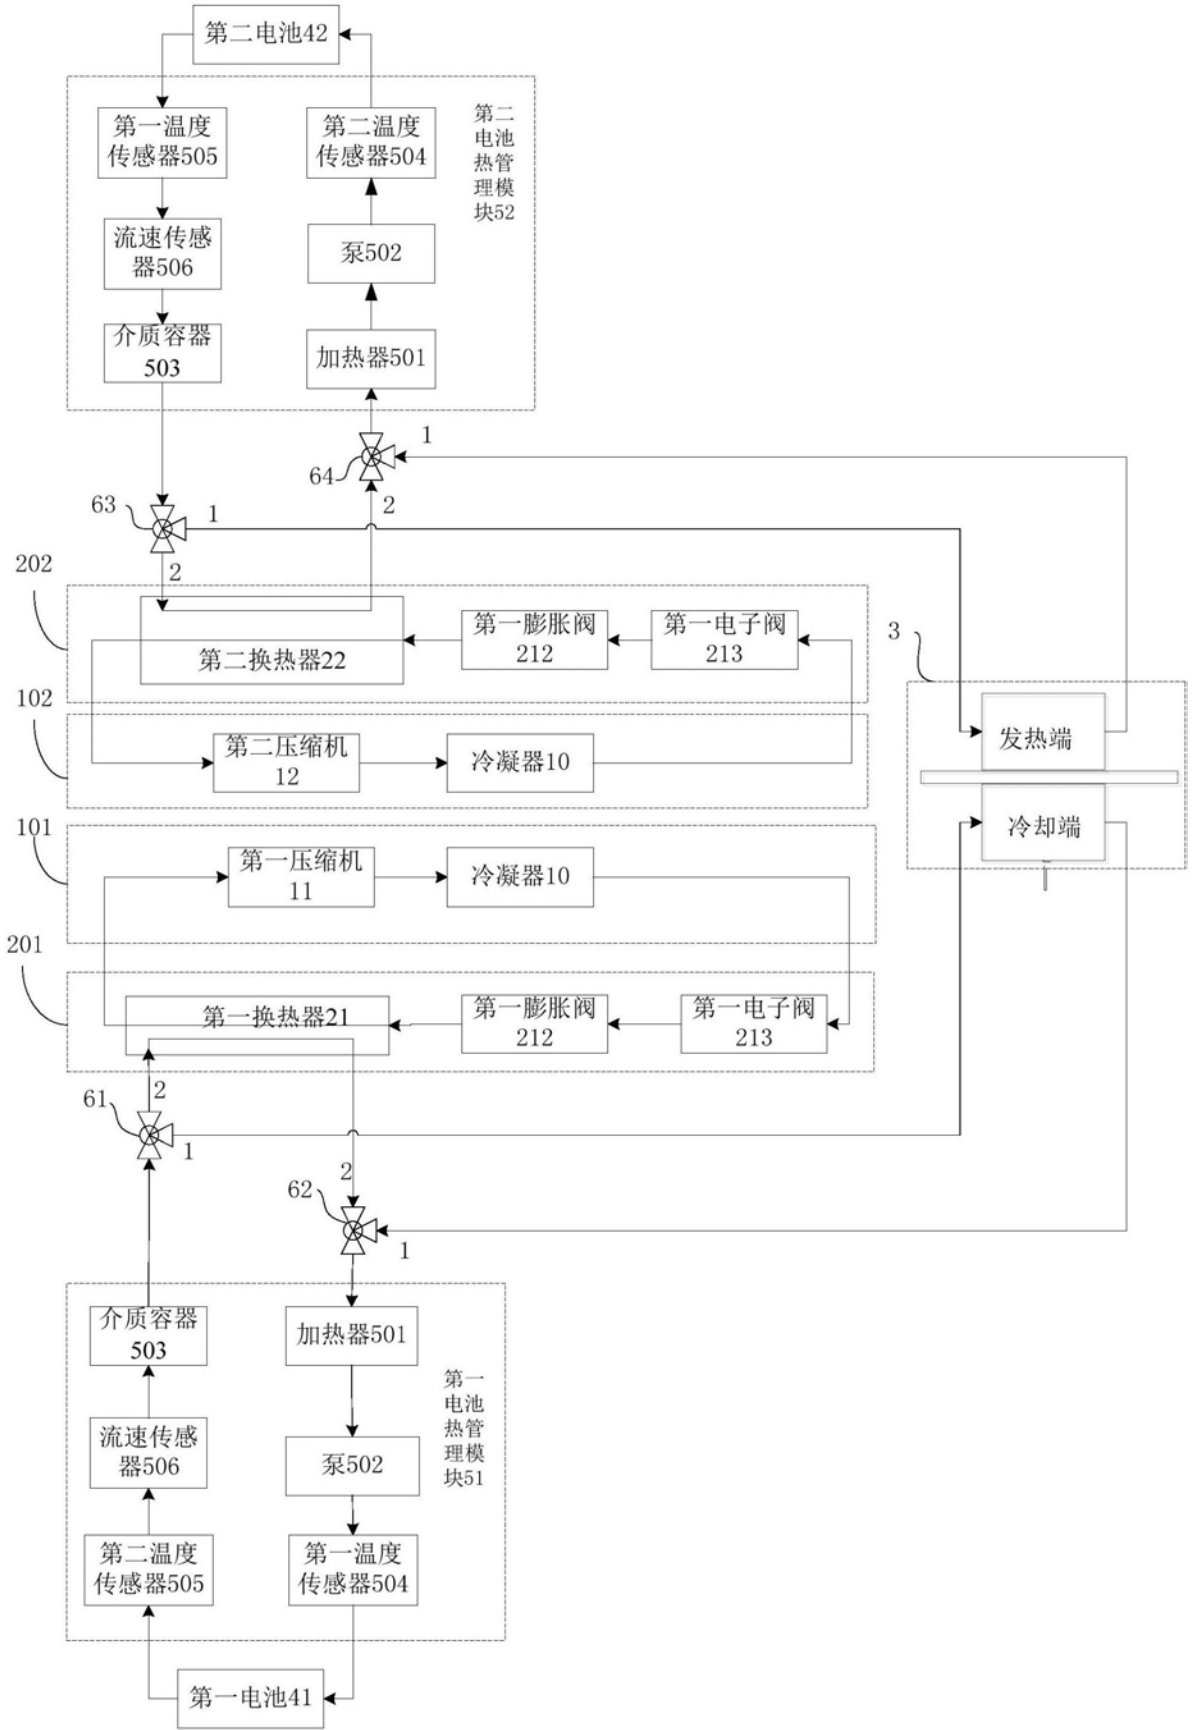 第二电池42
第一温度
传感器505
第二温度
传感器504
第二
电池
热管
理模
块52
流速传感
器506
泵502
介质容器
503
加热器501
1
64
2
63
1
2
202
第二换热器22
第一膨胀阀
212
第一电子阀
213
3
102
第二压缩机
12
冷凝器10
发热端
冷却端
101
第一压缩机
11
冷凝器10
201
第一换热器21
第一膨胀阀
212
第一电子阀
213
2
61
1
2
62
1
介质容器
503
加热器501
第一
电池
热管
理模
块51
流速传感
器506
泵502
第二温度
传感器505
第一温度
传感器504
第一电池41